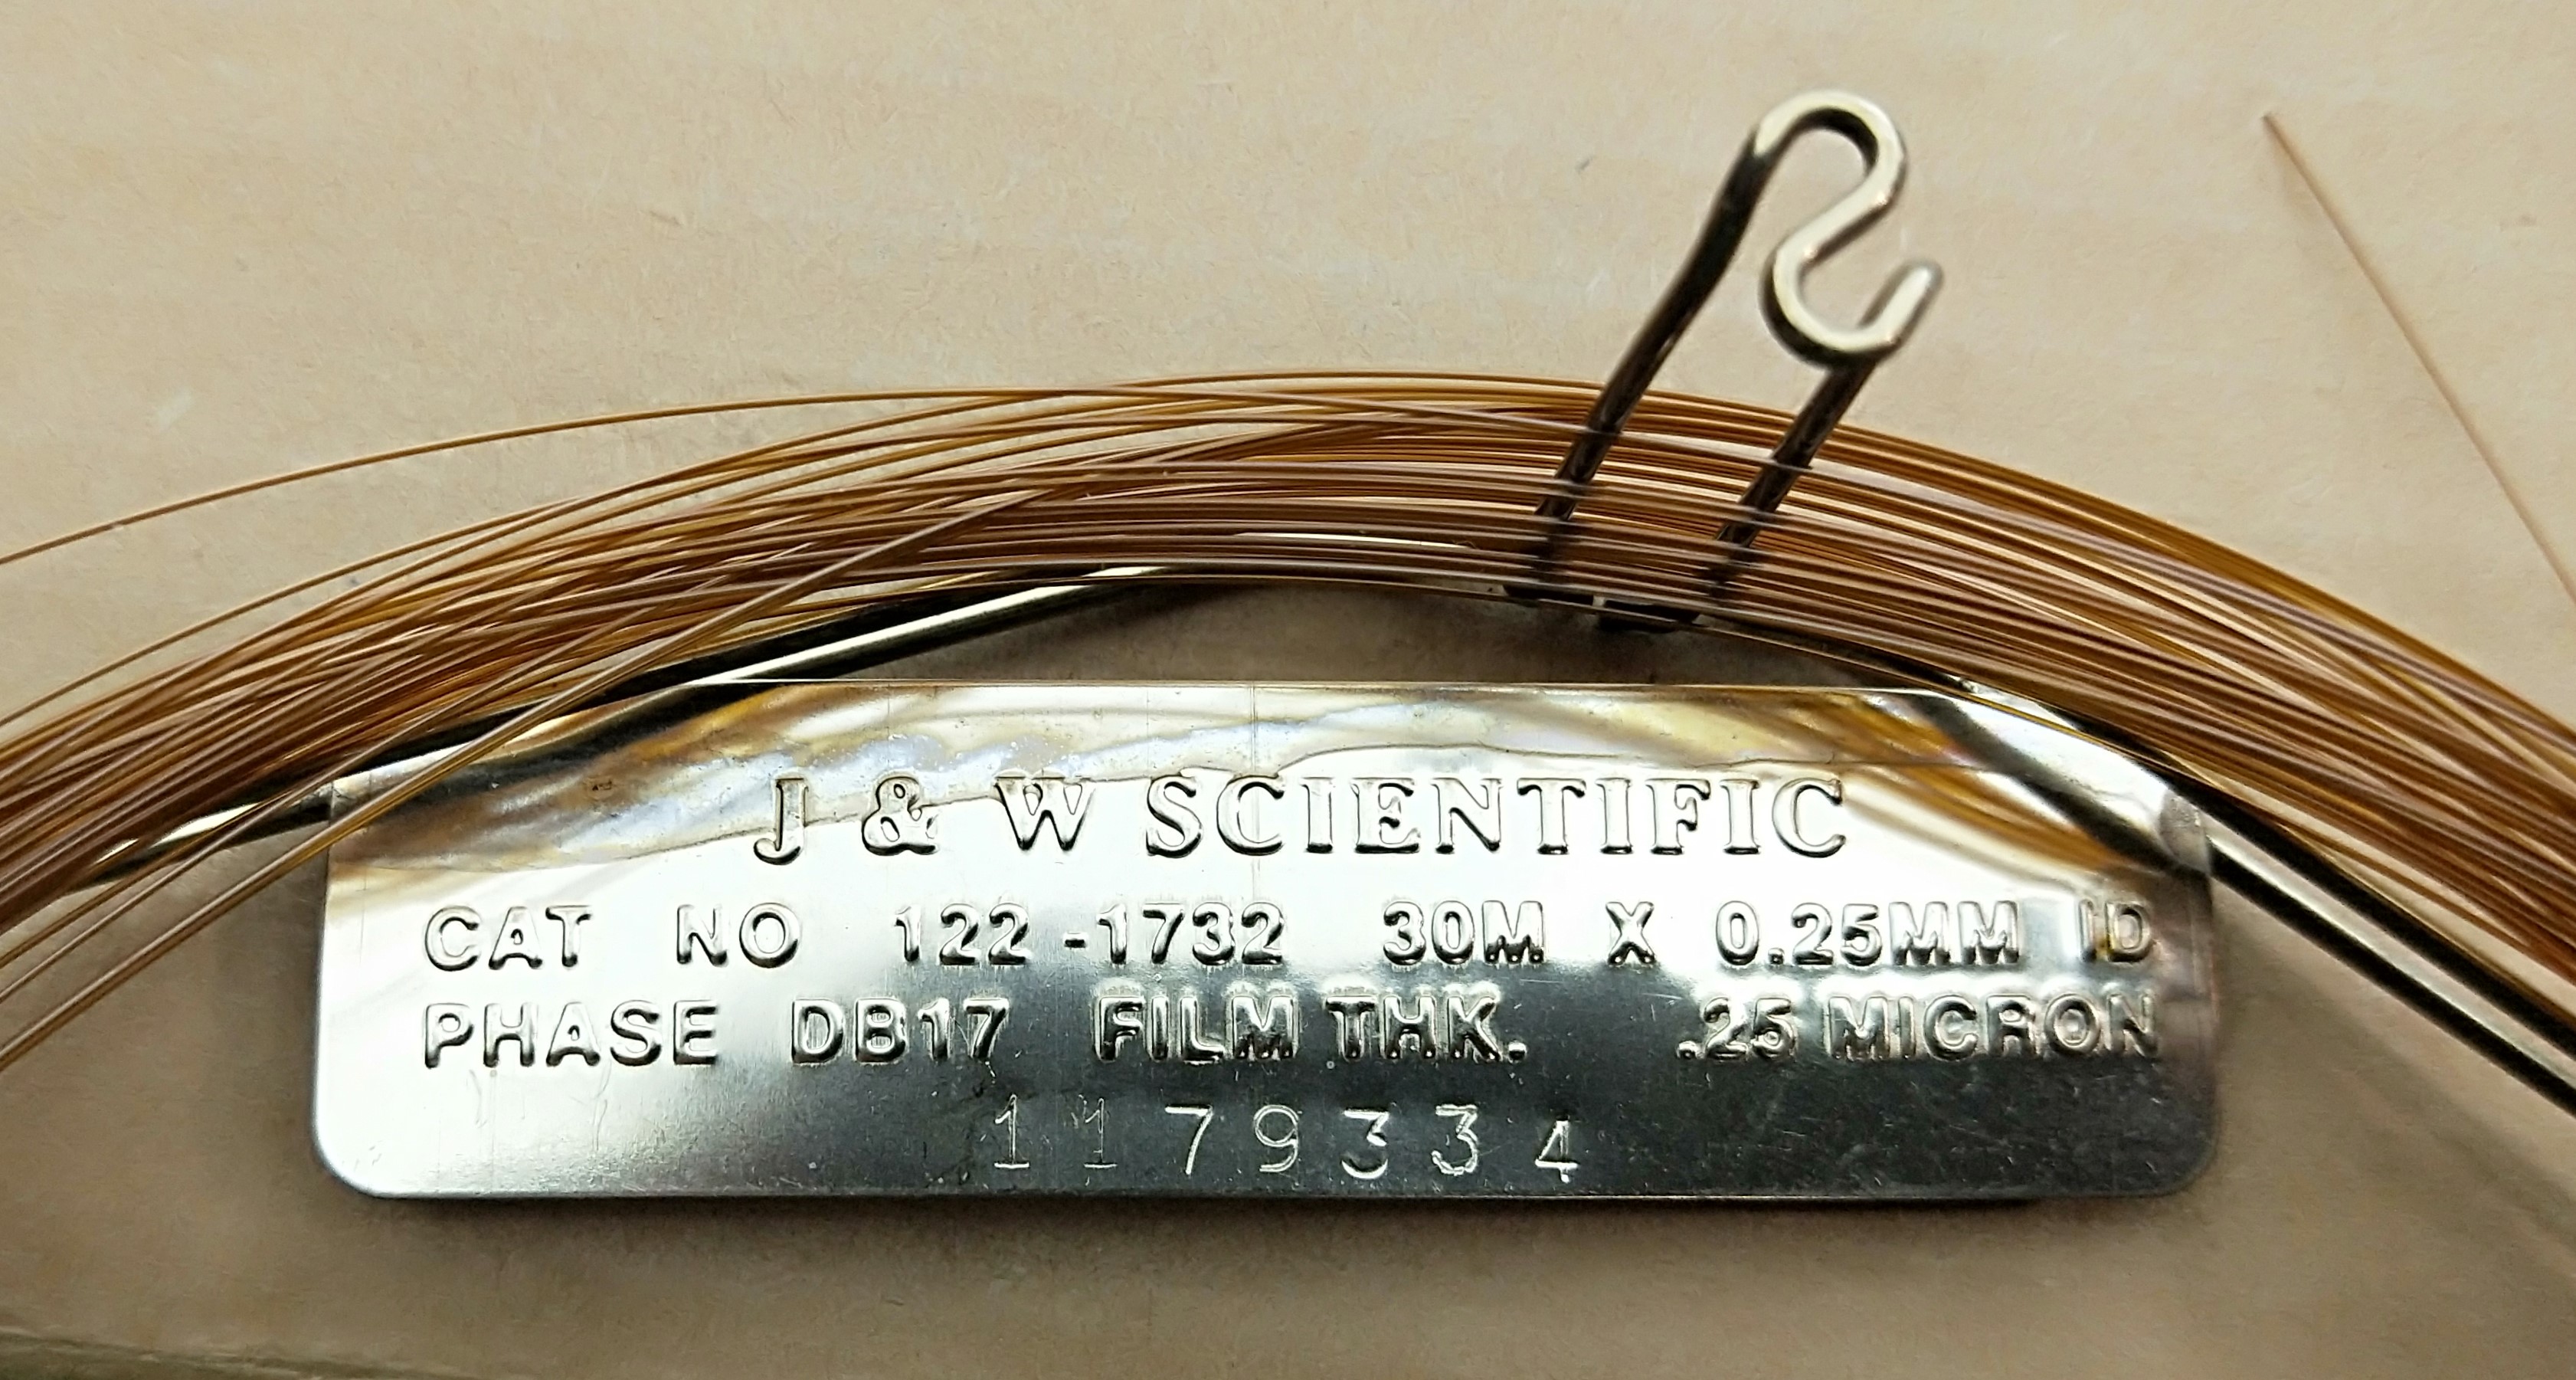 J & W SCIENTIFIC
CAT NO 122-1732 30M X 0.25MM ID
PHASE DB17 FILM THK. .25 MICRON
1179334